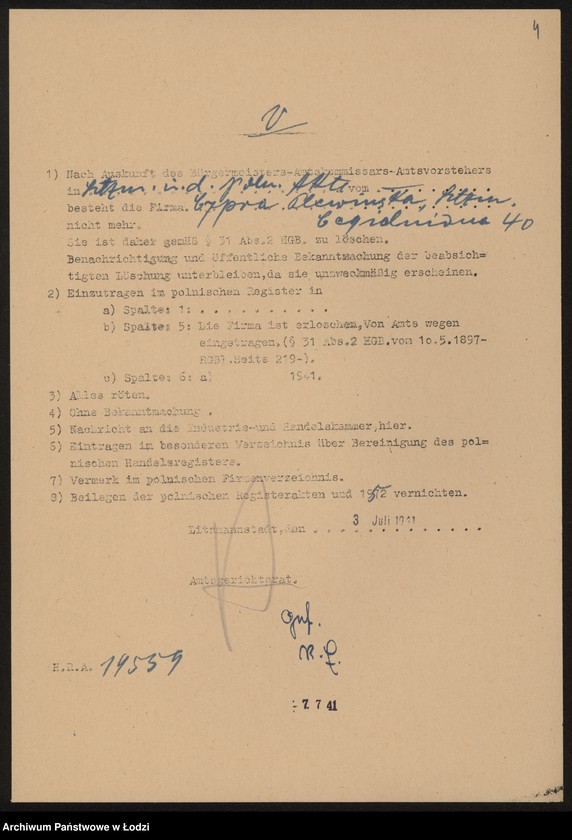 4
V
1) Nach Auskunft des Bürgermeisters-Amtskommissars-Amtsvorstehers
in Litzm. u. d. poln. Akte vom
besteht die Firma. Cypra Plewinska, Litzm.
nicht mehr. Cegielniana 40
Sie ist daher gemäß § 31 Abs.2 HGB. zu löschen.
Benachrichtigung und öffentliche Bekanntmachung der beabsich=
tigten Löschung unterbleiben,da sie unzweckmäßig erscheinen.
2) Einzutragen im polnischen Register in
a) Spalte: 1: . . . . . . . . . . .
b) Spalte: 5: Die Firma ist erloschen,Von Amts wegen
eingetragen.(§ 31 Abs.2 HGB.vom 10.5.1897-
RGBl.Seite 219-).
c) Spalte: 6: a) 1941.
3) Alles röten.
4) Ohne Bekanntmachung .
5) Nachricht an die Industrie-und Handelskammer,hier.
6) Eintragen im besonderen Verzeichnis über Bereinigung des pol=
nischen Handelsregisters.
7) Vermerk im polnischen Firmenverzeichnis.
8) Beilegen der polnischen Registerakten und 1952 vernichten.
Litzmannstadt,den . . . 3 Juli 1941 . . . .
Amtsgerichtsrat.
gef.
H.R.A. 19559
- 7. 7 41
Archiwum Państwowe w Łodzi